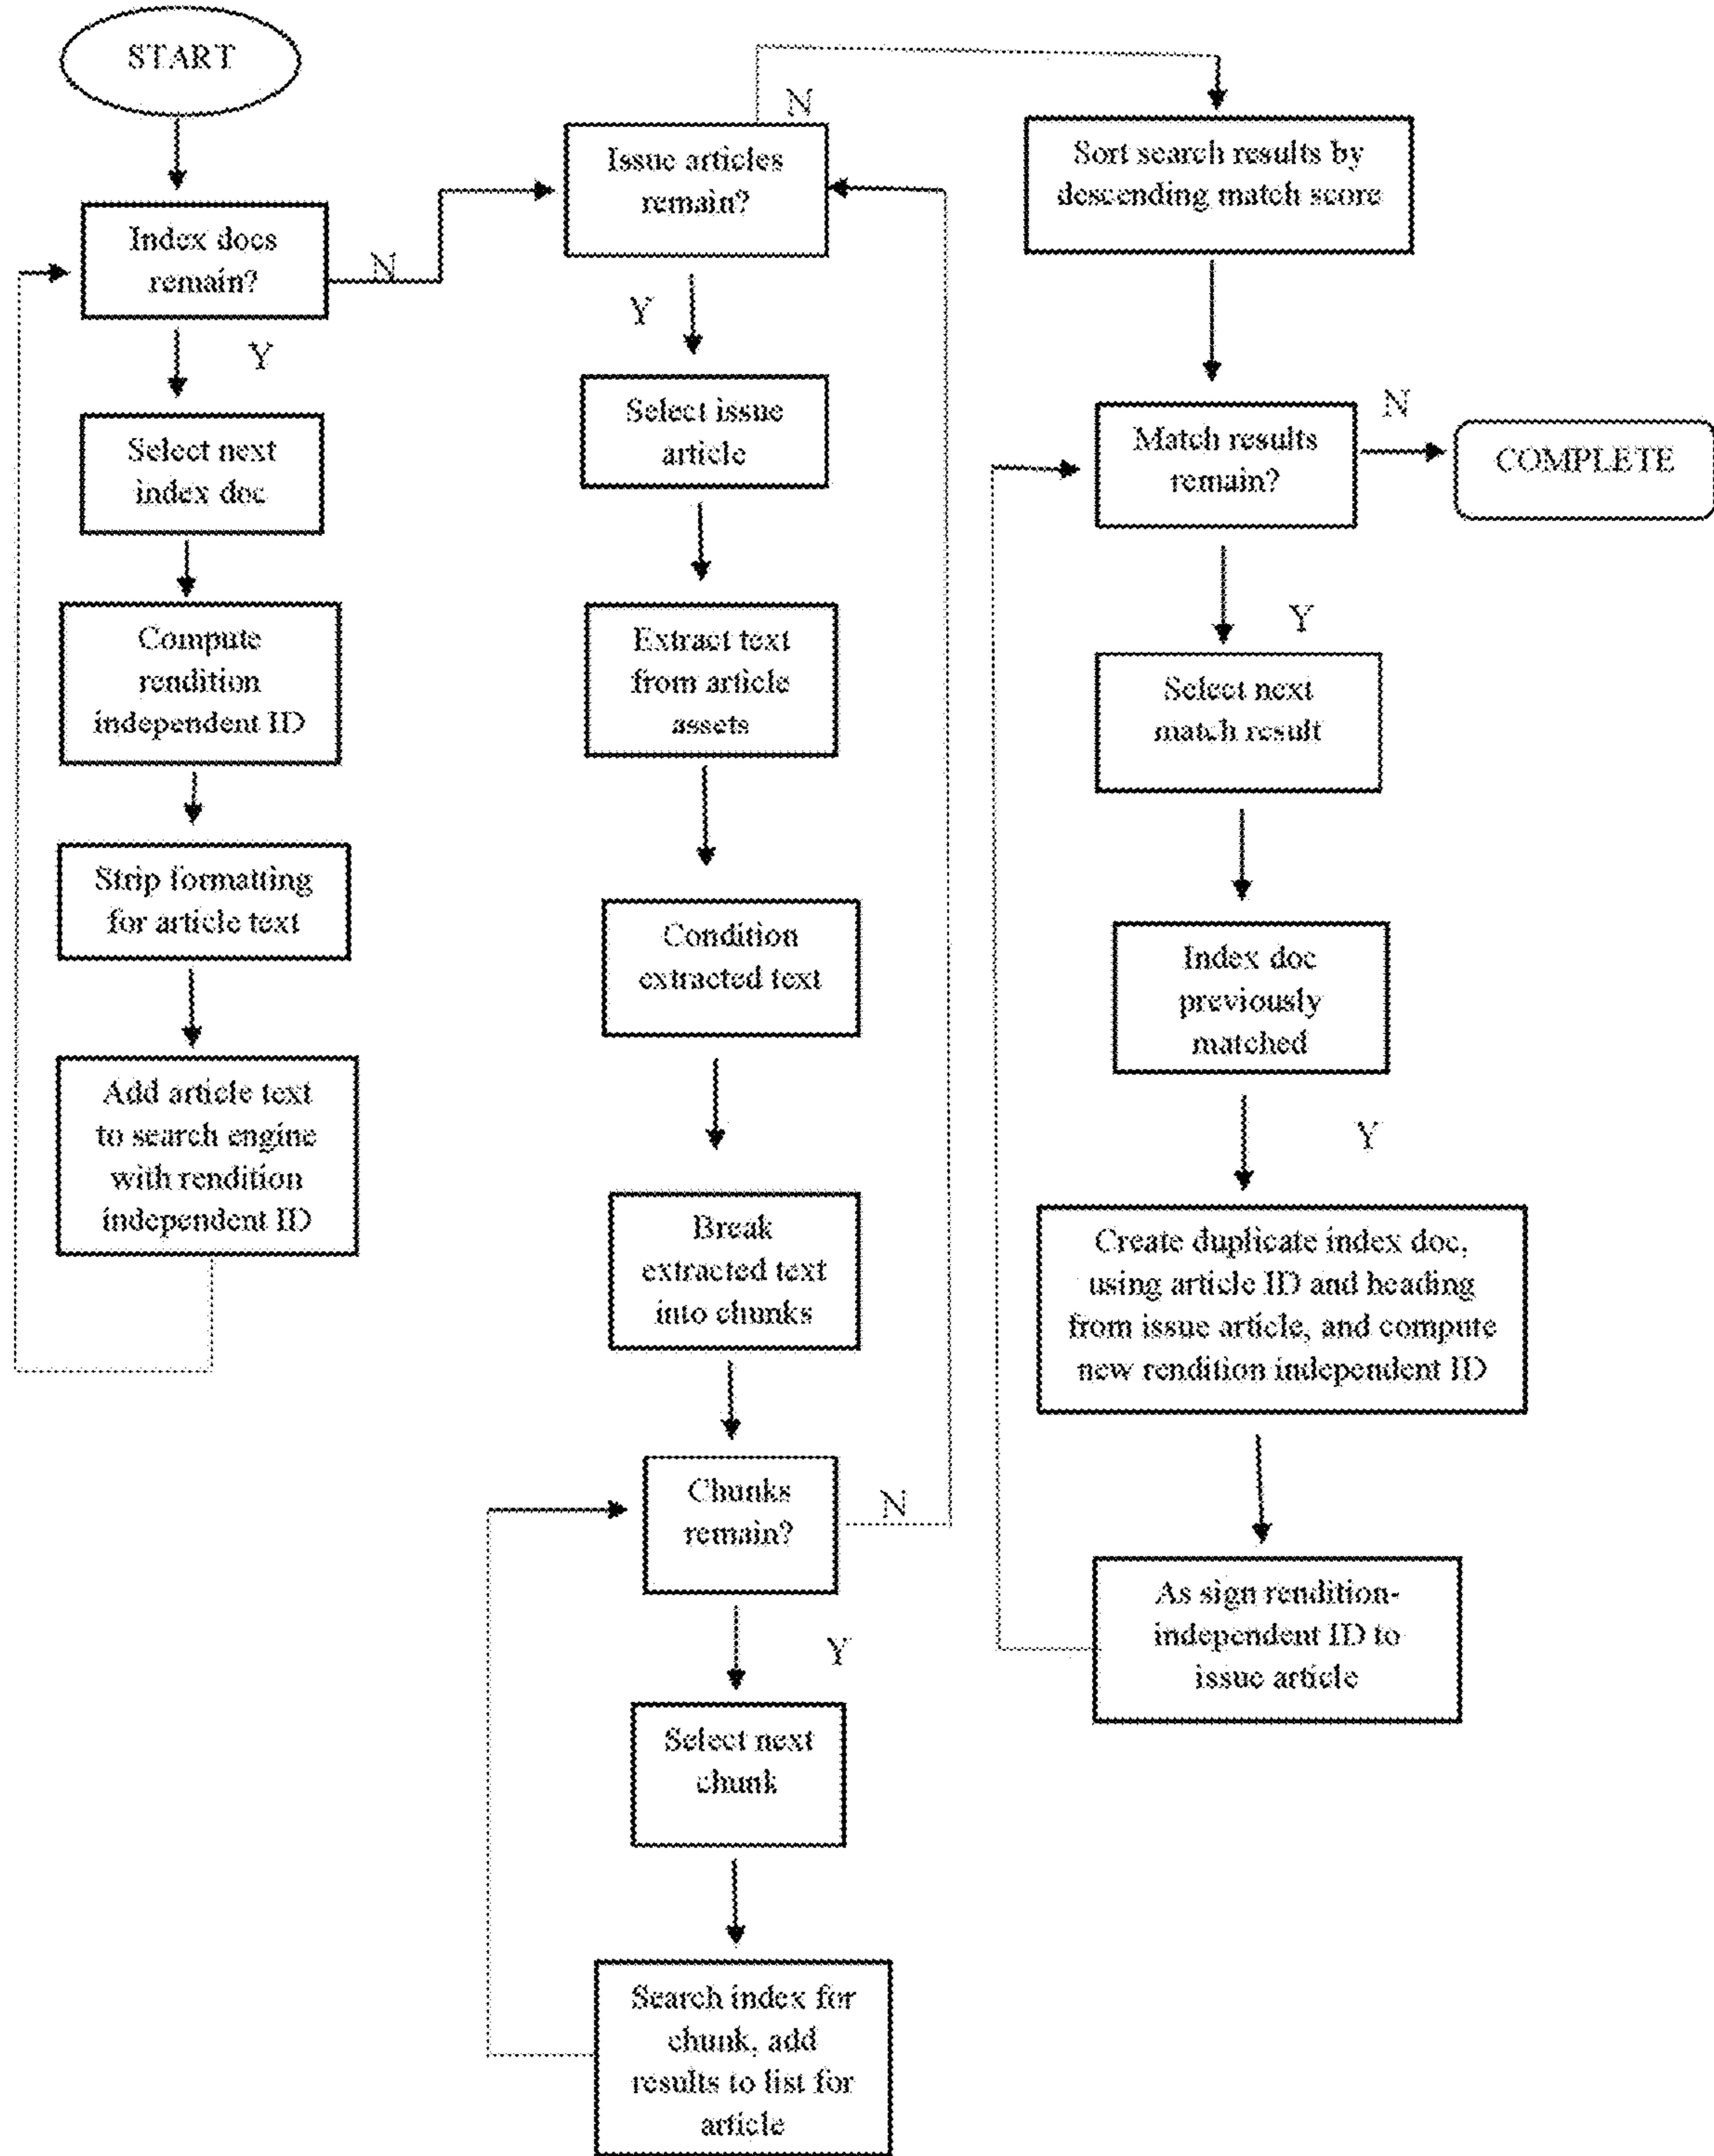 START
Index docs
remain?
N
Y
Select next
index doc
Compute
rendition
independent ID
Strip formatting
for article text
Add article text
to search engine
with rendition
independent ID
Issue articles
remain?
N
Y
Select issue
article
Extract text
from article
assets
Condition
extracted text
Break
extracted text
into chunks
Chunks
remain?
N
Y
Select next
chunk
Search index for
chunk, add
results to list for
article
Sort search results by
descending match score
Match results
remain?
N
COMPLETE
Y
Select next
match result
Index doc
previously
matched
Y
Create duplicate index doc,
using article ID and heading
from issue article, and compute
new rendition independent ID
As sign rendition-
independent ID to
issue article